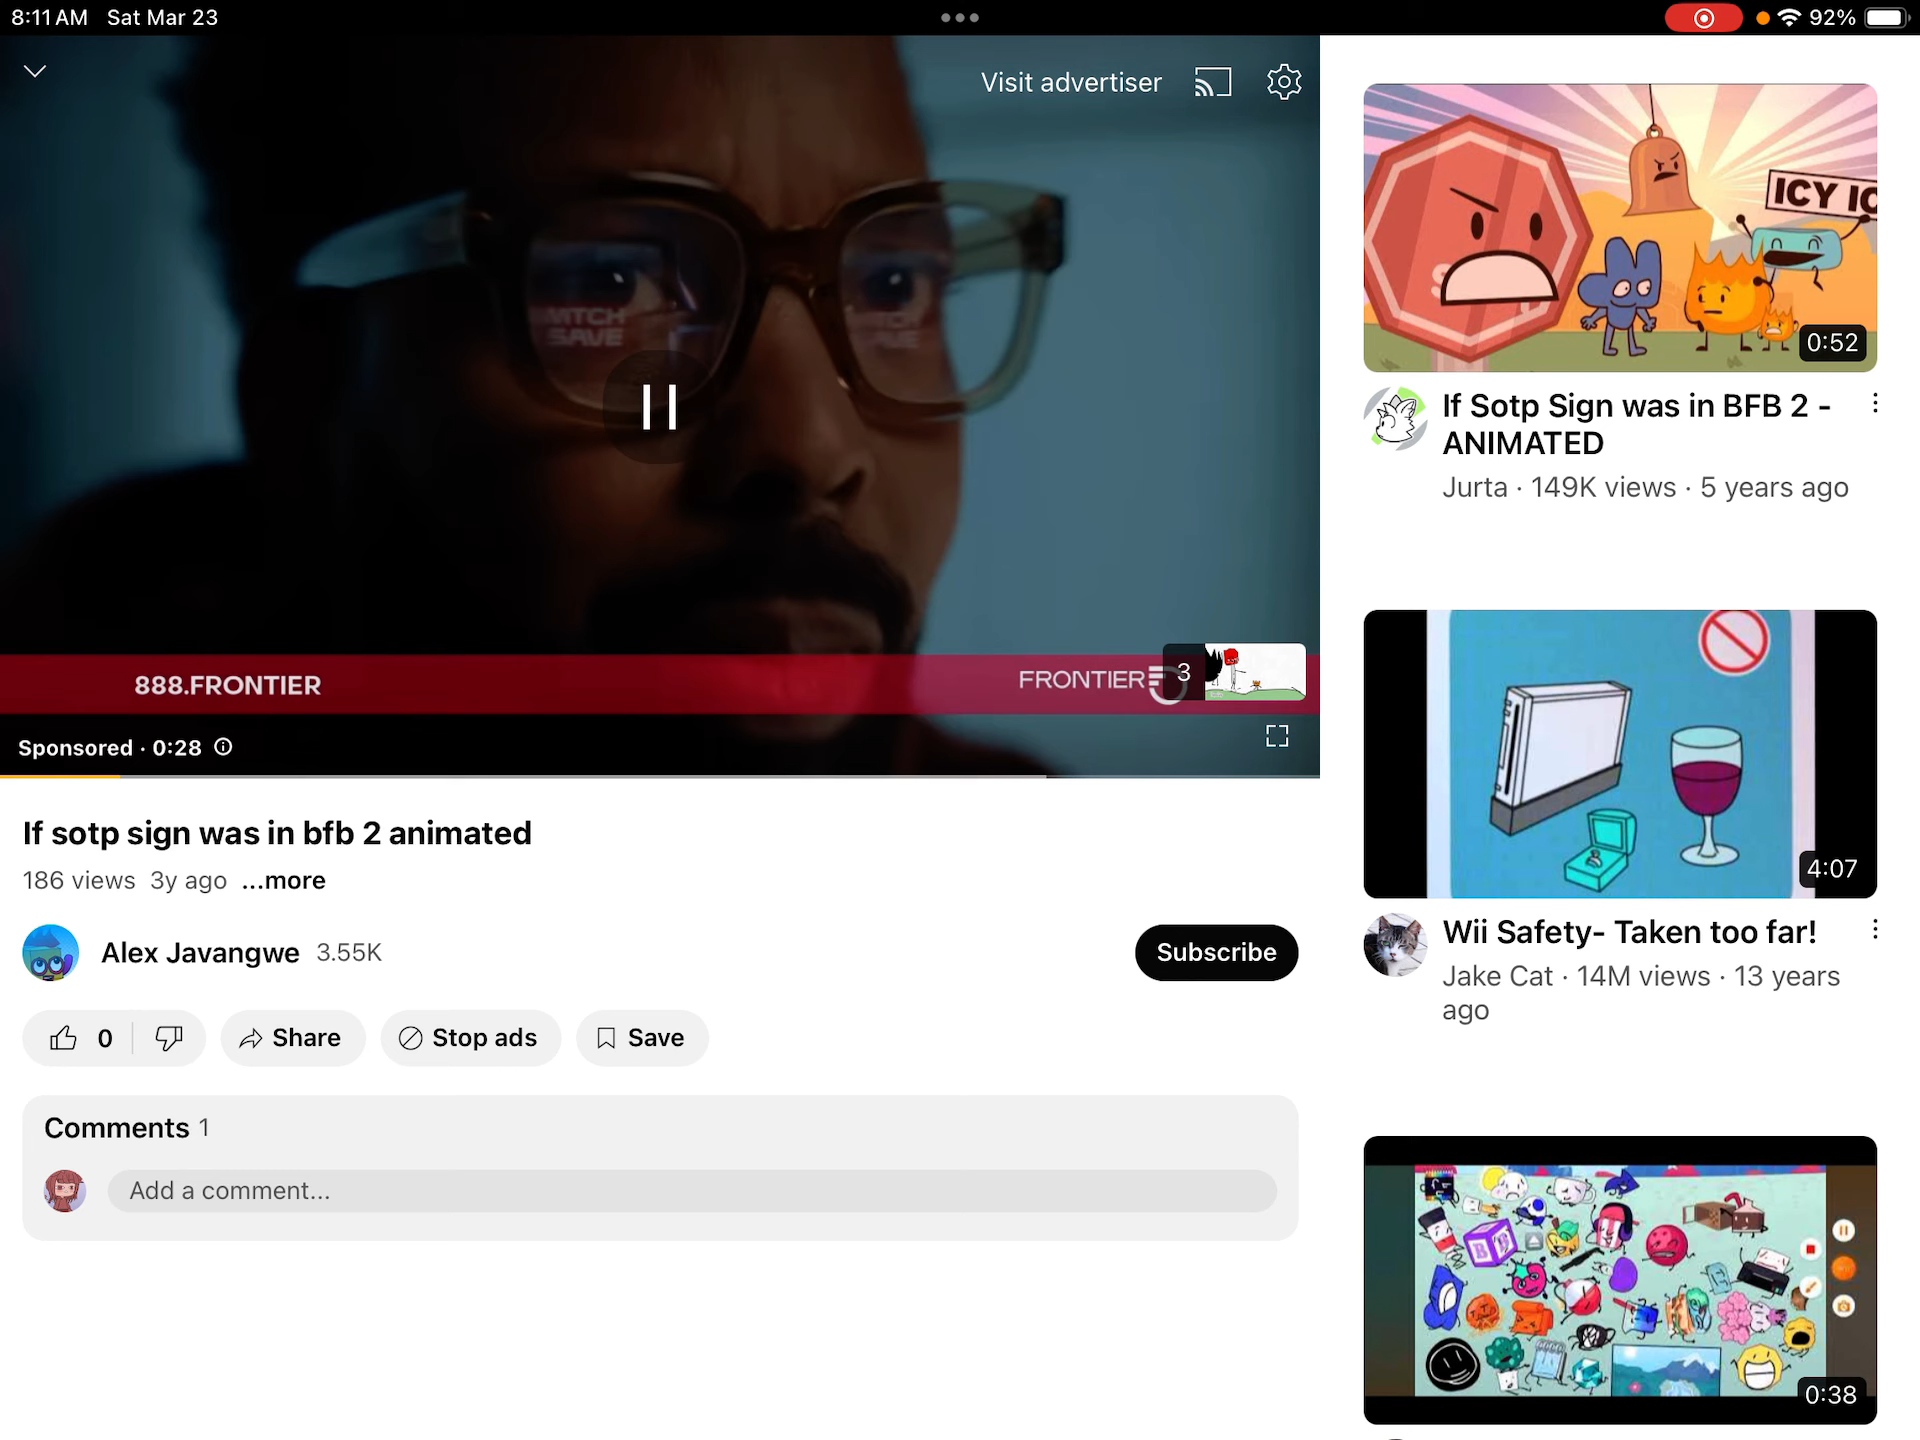 8:11 AM Sat Mar 23
92%
Visit advertiser
SAVE
888.FRONTIER
FRONTIER
3
Sponsored · 0:28
If sotp sign was in bfb 2 animated
186 views 3y ago ...more
Alex Javangwe 3.55K
Subscribe
0
Share
Stop ads
Save
Comments 1
Add a comment...
ICY IC
0:52
If Sotp Sign was in BFB 2 -
ANIMATED
Jurta · 149K views · 5 years ago
4:07
Wii Safety- Taken too far!
Jake Cat · 14M views · 13 years
ago
0:38